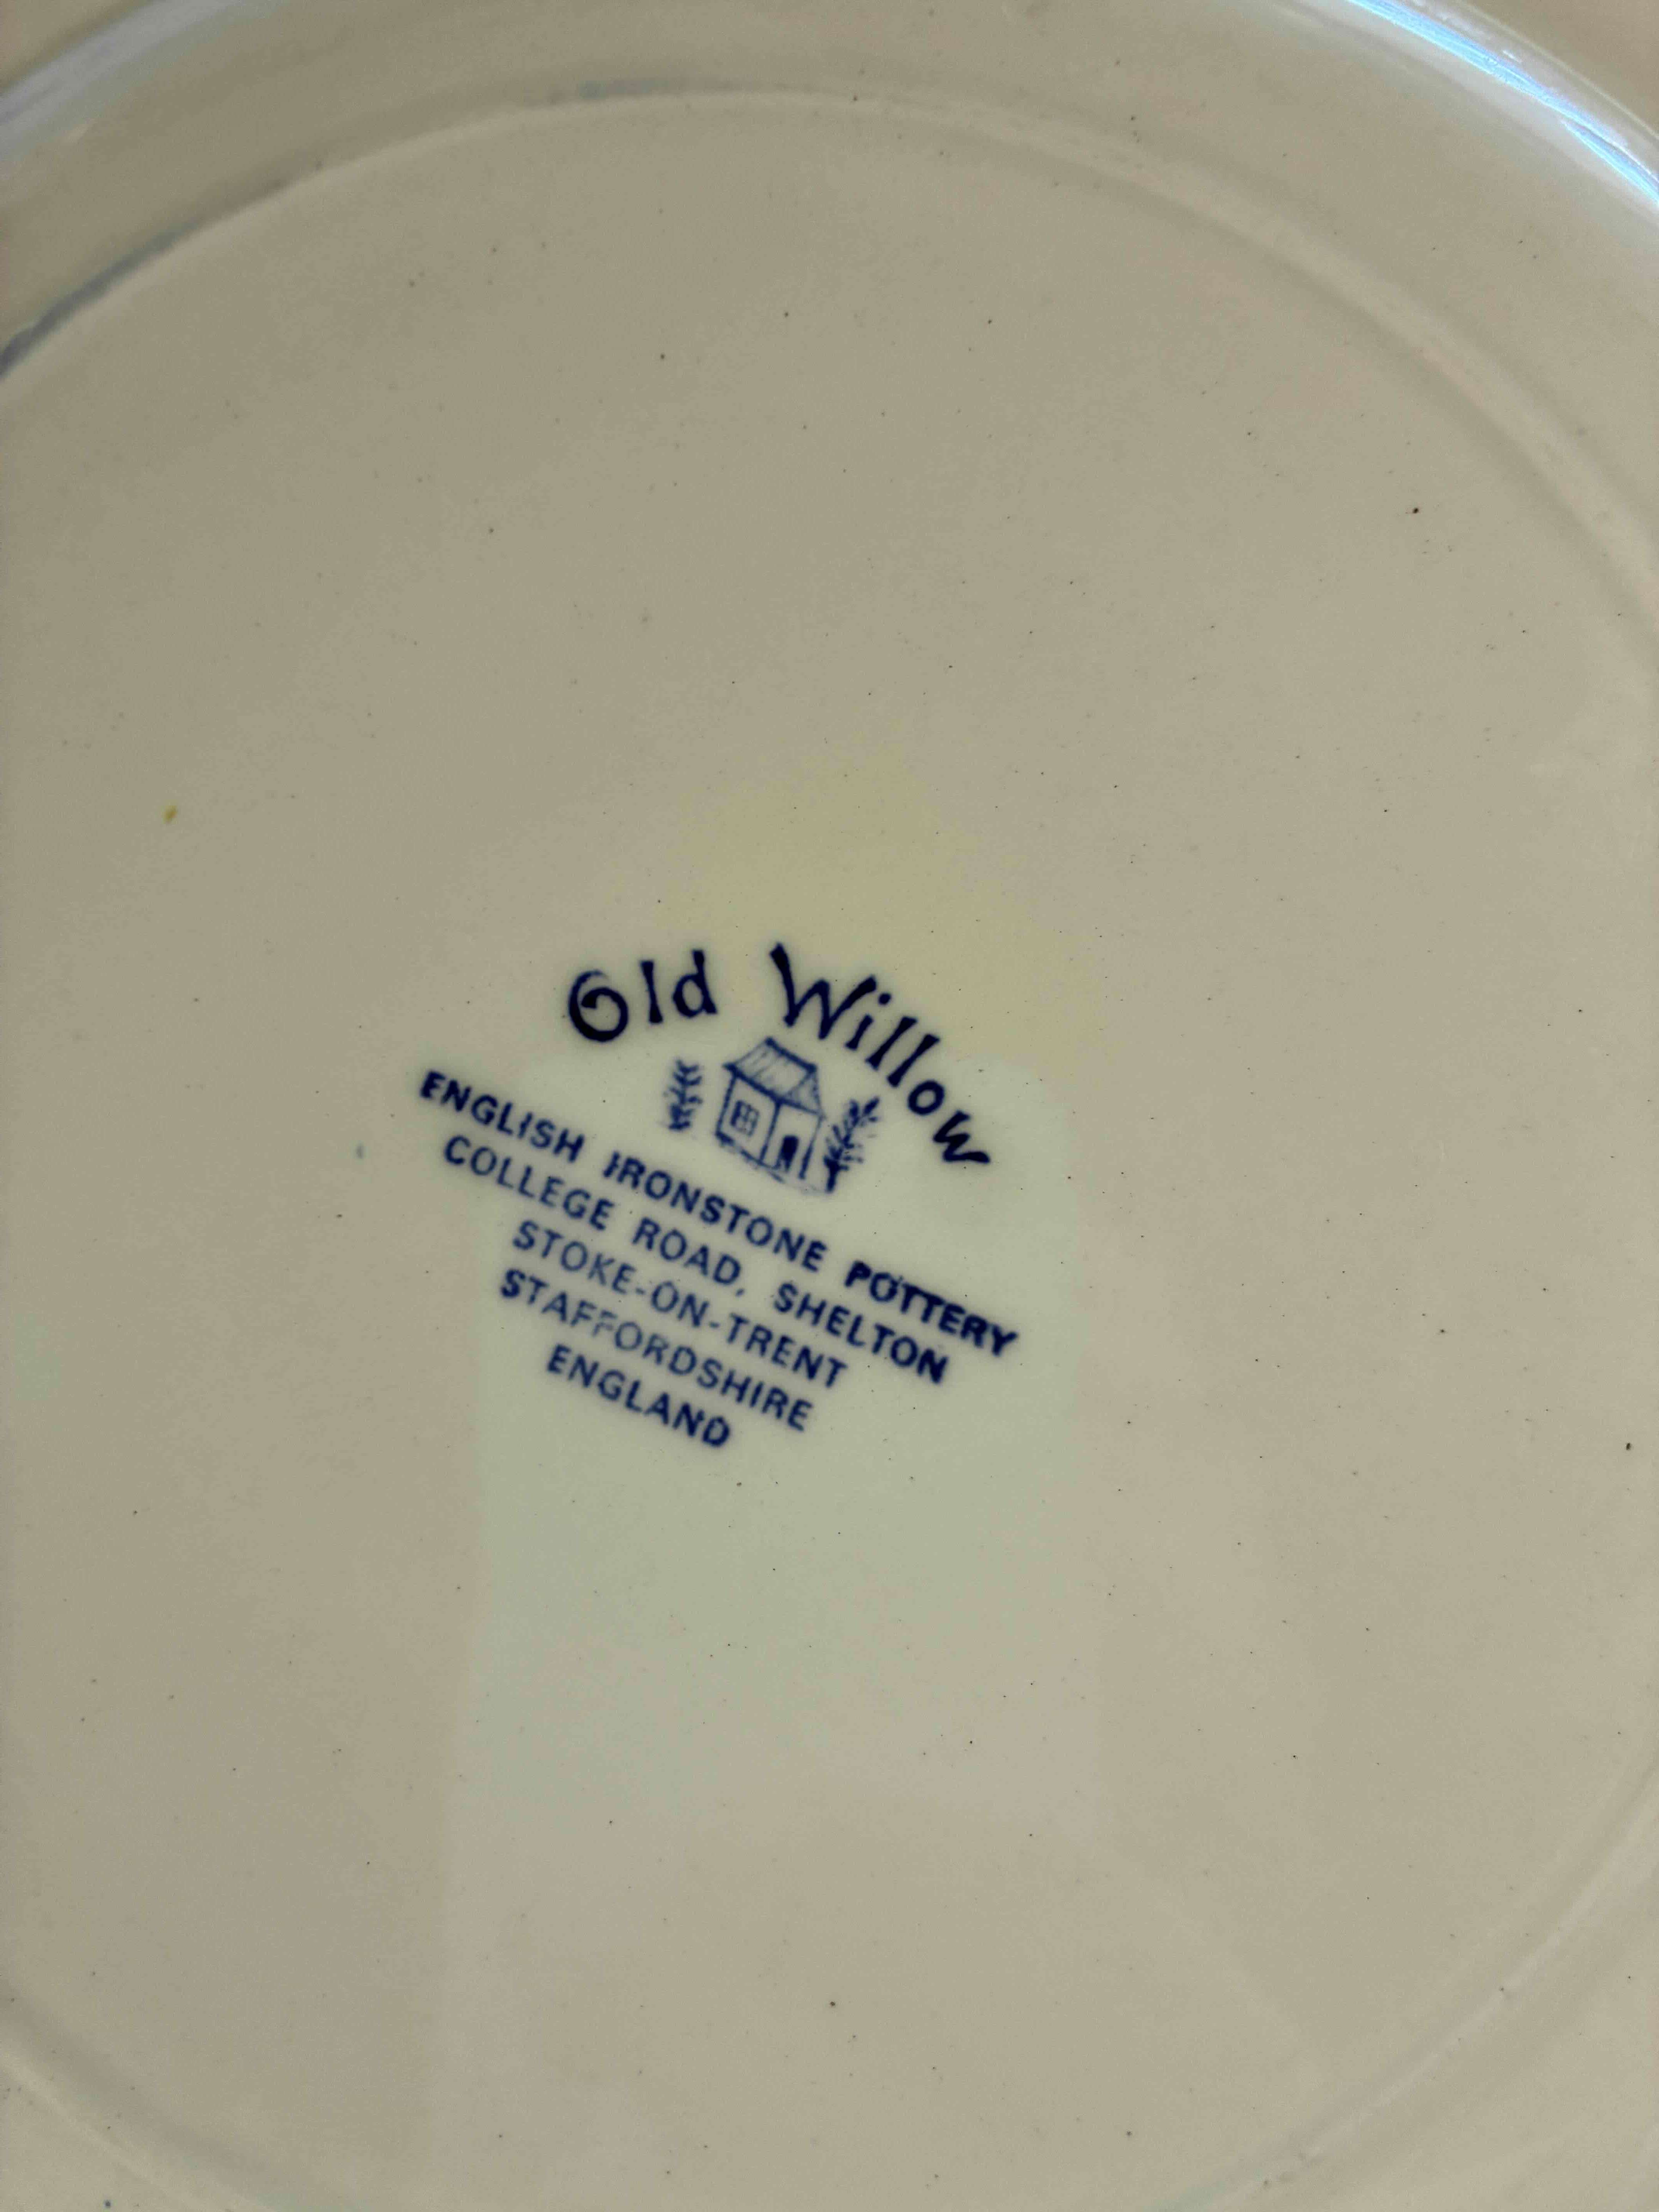 Old Willow
ENGLISH IRONSTONE POTTERY
COLLEGE ROAD, SHELTON
STOKE-ON-TRENT
STAFFORDSHIRE
ENGLAND